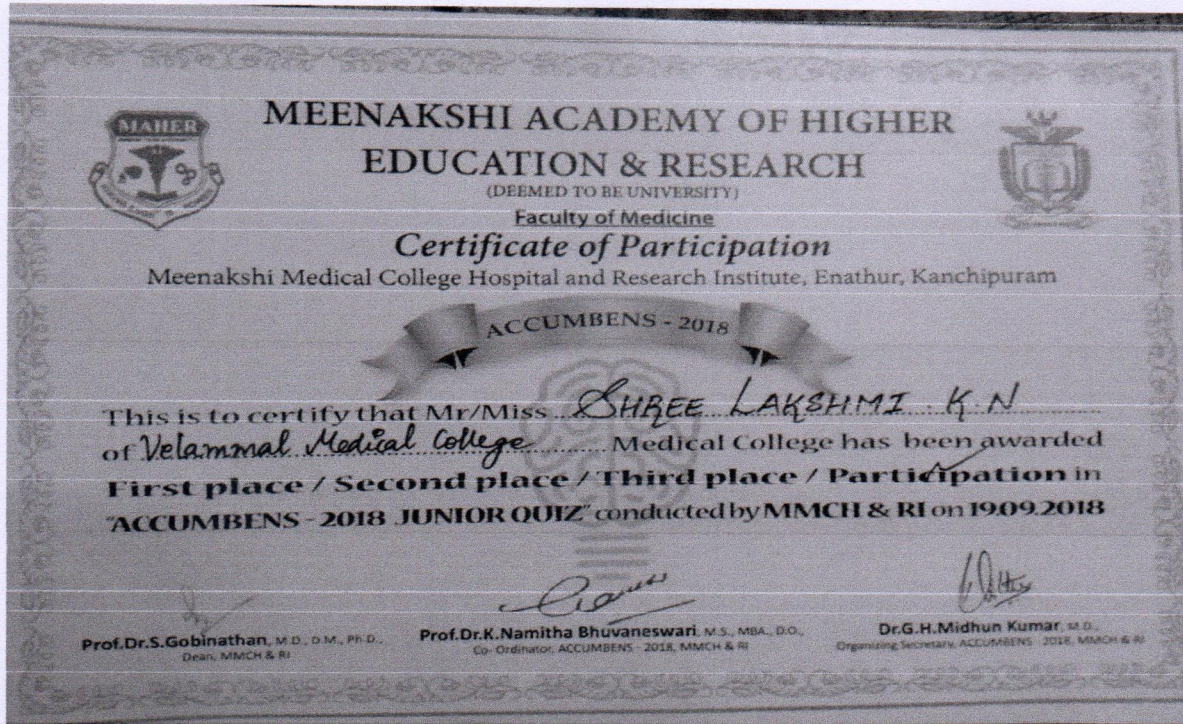 MAHER
MEENAKSHI ACADEMY OF HIGHER
EDUCATION & RESEARCH
(DEEMED TO BE UNIVERSITY)
Faculty of Medicine
Certificate of Participation
Meenakshi Medical College Hospital and Research Institute, Enathur, Kanchipuram
ACCUMBENS - 2018
This is to certify that Mr/Miss SHREE LAKSHMI . K. N
of Velammal Medical College Medical College has been awarded
First place / Second place / Third place / Participation in
"ACCUMBENS - 2018 JUNIOR QUIZ" conducted by MMCH & RI on 19.09.2018
Prof.Dr.S.Gobinathan, M.D., D.M., Ph.D.,
Dean, MMCH & RI
Prof.Dr.K.Namitha Bhuvaneswari, M.S., MBA., D.O.,
Co- Ordinator, ACCUMBENS - 2018, MMCH & RI
Dr.G.H.Midhun Kumar, M.D.,
Organizing Secretary, ACCUMBENS - 2018, MMCH & RI